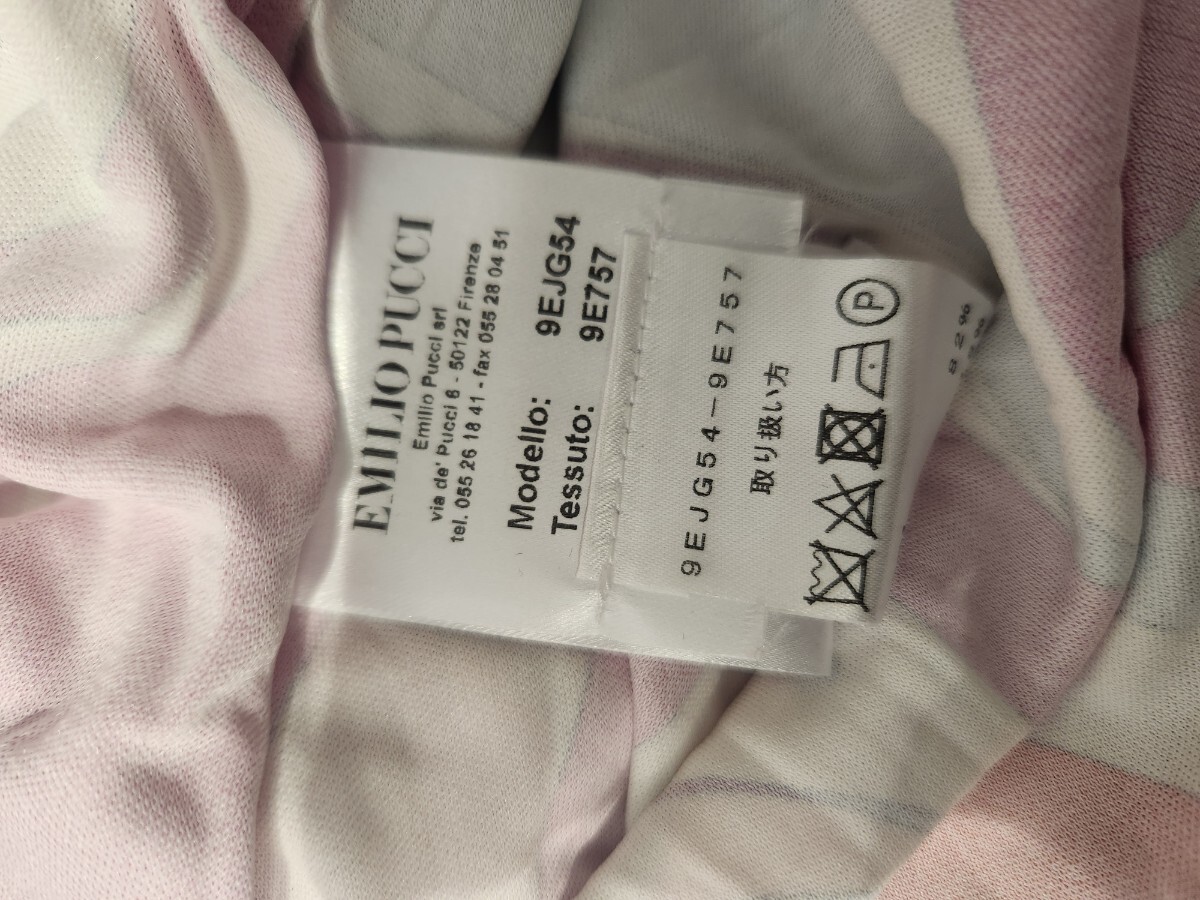 EMILIO PUCCI
Emilio Pucci srl
via de' Pucci 6 - 50122 Firenze
tel. 055 26 18 41 - fax 055 28 04 51
Modello: 9EJG54
Tessuto: 9E757
9EJG54-9E757
取り扱い方
P
82%